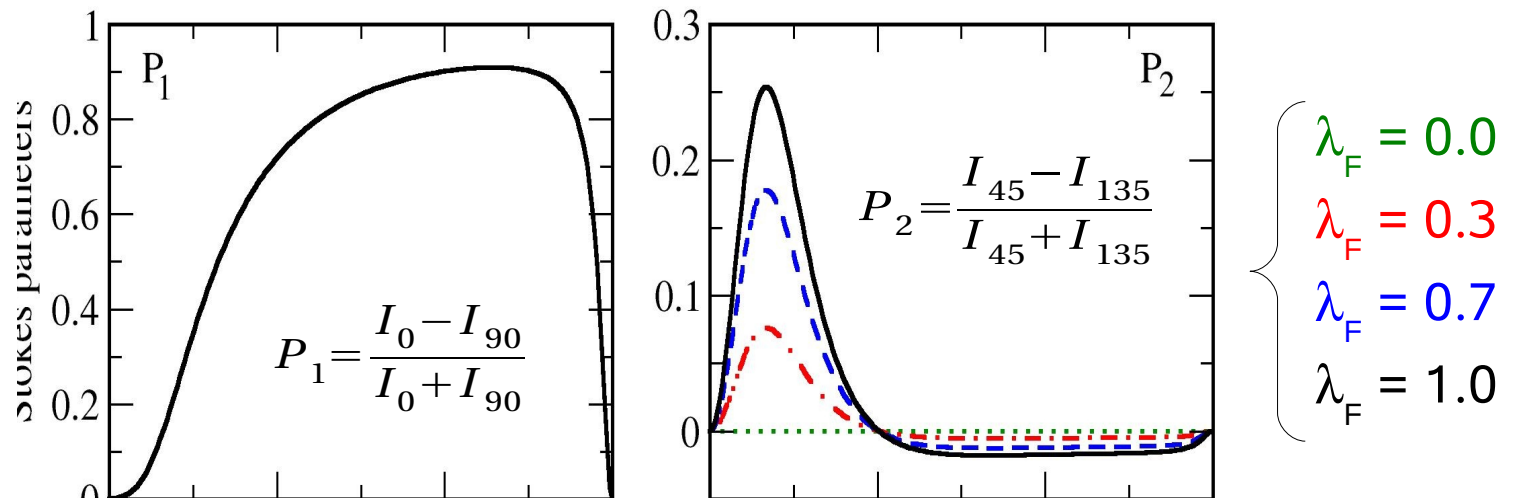 Stokes parameters
1
0.8
0.6
0.4
0.2
0
P1
P1 = (I0 − I90) / (I0 + I90)
0.3
0.2
0.1
0
P2
P2 = (I45 − I135) / (I45 + I135)
λF = 0.0
λF = 0.3
λF = 0.7
λF = 1.0